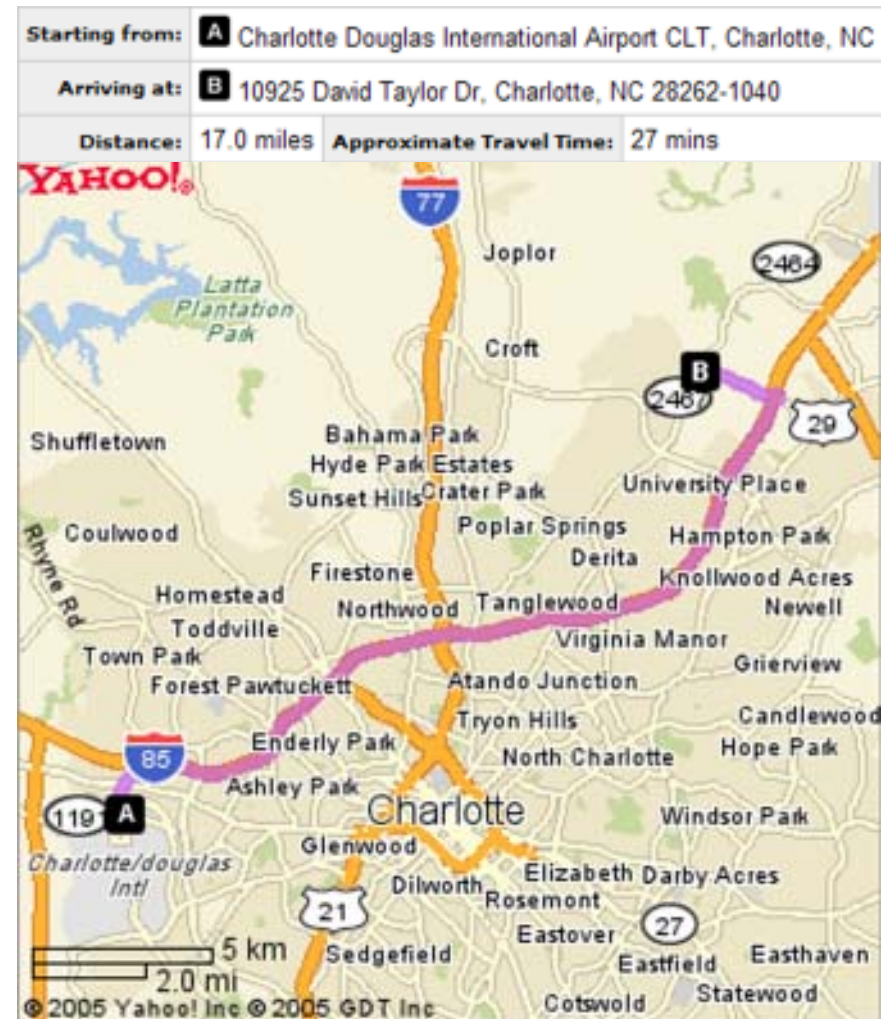 Starting from: A Charlotte Douglas International Airport CLT, Charlotte, NC
Arriving at: B 10925 David Taylor Dr, Charlotte, NC 28262-1040
Distance: 17.0 miles Approximate Travel Time: 27 mins
YAHOO!®
77
Joplor
2464
Latta
Plantation
Park
Croft
B
2467
29
Shuffletown
Bahama Park
Hyde Park Estates
University Place
Sunset Hills
Crater Park
Poplar Springs
Coulwood
Hampton Park
Derita
Rhyne Rd
Firestone
Knollwood Acres
Homestead
Northwood
Tanglewood
Newell
Toddville
Virginia Manor
Town Park
Grierview
Forest Pawtuckett
Atando Junction
Tryon Hills
Candlewood
Enderly Park
North Charlotte
Hope Park
85
Ashley Park
119
A
Charlotte
Windsor Park
Glenwood
Charlotte/douglas
Intl
Dilworth
Elizabeth
Darby Acres
Rosemont
21
Eastover
27
5 km
Sedgefield
Eastfield
Easthaven
2.0 mi
Cotswold
Statewood
© 2005 Yahoo! Inc © 2005 GDT Inc